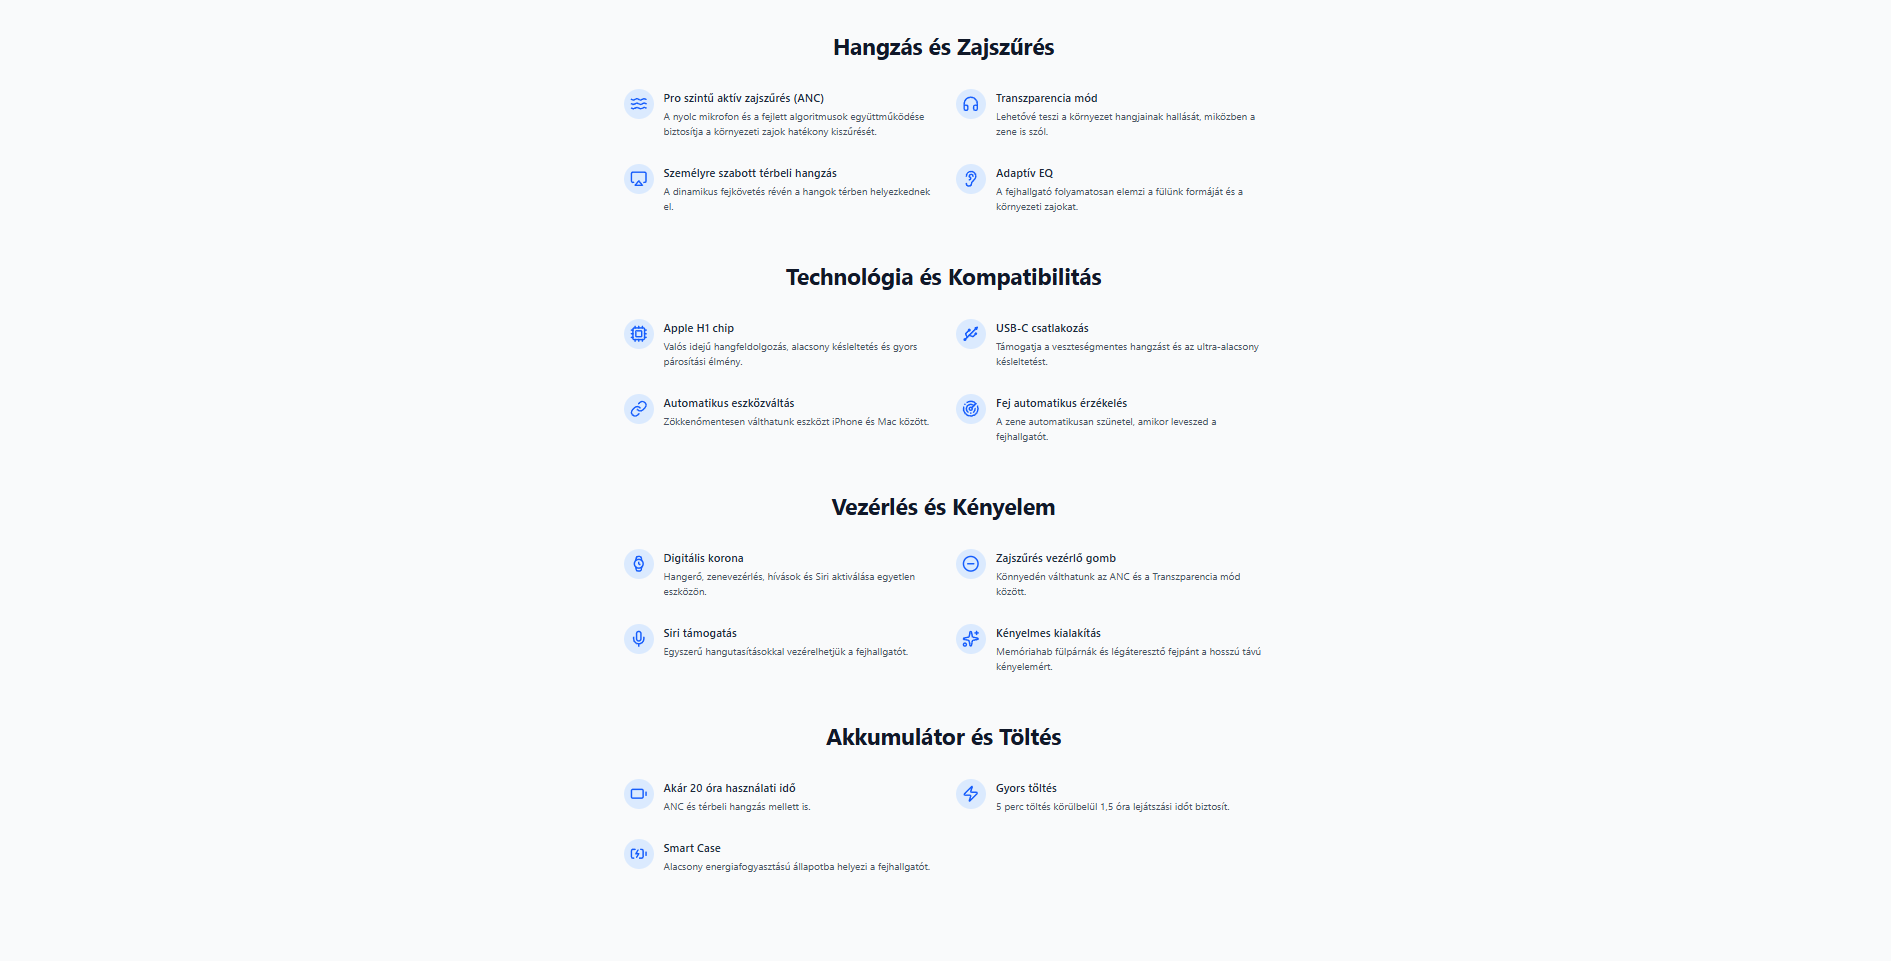 Hangzás és Zajszűrés
Pro szintű aktív zajszűrés (ANC)
A nyolc mikrofon és a fejlett algoritmusok együttműködése
biztosítja a környezeti zajok hatékony kiszűrését.
Transzparencia mód
Lehetővé teszi a környezet hangjainak hallását, miközben a
zene is szól.
Személyre szabott térbeli hangzás
A dinamikus fejkövetés révén a hangok térben helyezkednek
el.
Adaptív EQ
A fejhallgató folyamatosan elemzi a fülünk formáját és a
környezeti zajokat.
Technológia és Kompatibilitás
Apple H1 chip
Valós idejű hangfeldolgozás, alacsony késleltetés és gyors
párosítási élmény.
USB-C csatlakozás
Támogatja a veszteségmentes hangzást és az ultra-alacsony
késleltetést.
Automatikus eszközváltás
Zökkenőmentesen válthatunk eszközt iPhone és Mac között.
Fej automatikus érzékelés
A zene automatikusan szünetel, amikor leveszed a
fejhallgatót.
Vezérlés és Kényelem
Digitális korona
Hangerő, zenevezérlés, hívások és Siri aktiválása egyetlen
eszközön.
Zajszűrés vezérlő gomb
Könnyedén válthatunk az ANC és a Transzparencia mód
között.
Siri támogatás
Egyszerű hangutasításokkal vezérelhetjük a fejhallgatót.
Kényelmes kialakítás
Memóriahab fülpárnák és légáteresztő fejpánt a hosszú távú
kényelemért.
Akkumulátor és Töltés
Akár 20 óra használati idő
ANC és térbeli hangzás mellett is.
Gyors töltés
5 perc töltés körülbelül 1,5 óra lejátszási időt biztosít.
Smart Case
Alacsony energiafogyasztású állapotba helyezi a fejhallgatót.